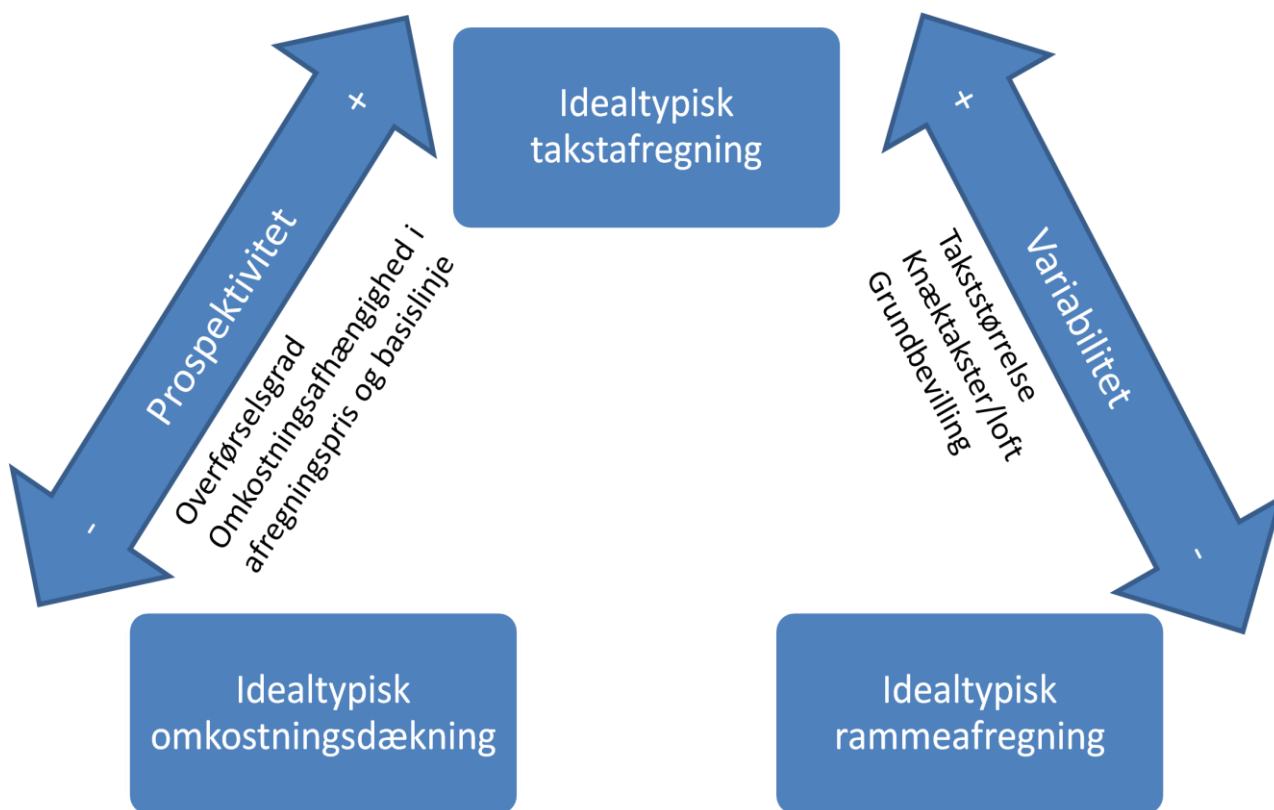 Idealtypisk
takstafregning
+
Prospektivitet
-
Overførselsgrad
Omkostningsafhængighed i
afregningspris og basislinje
+
Variabilitet
-
Takststørrelse
Knæktakster/loft
Grundbevilling
Idealtypisk
omkostningsdækning
Idealtypisk
rammeafregning